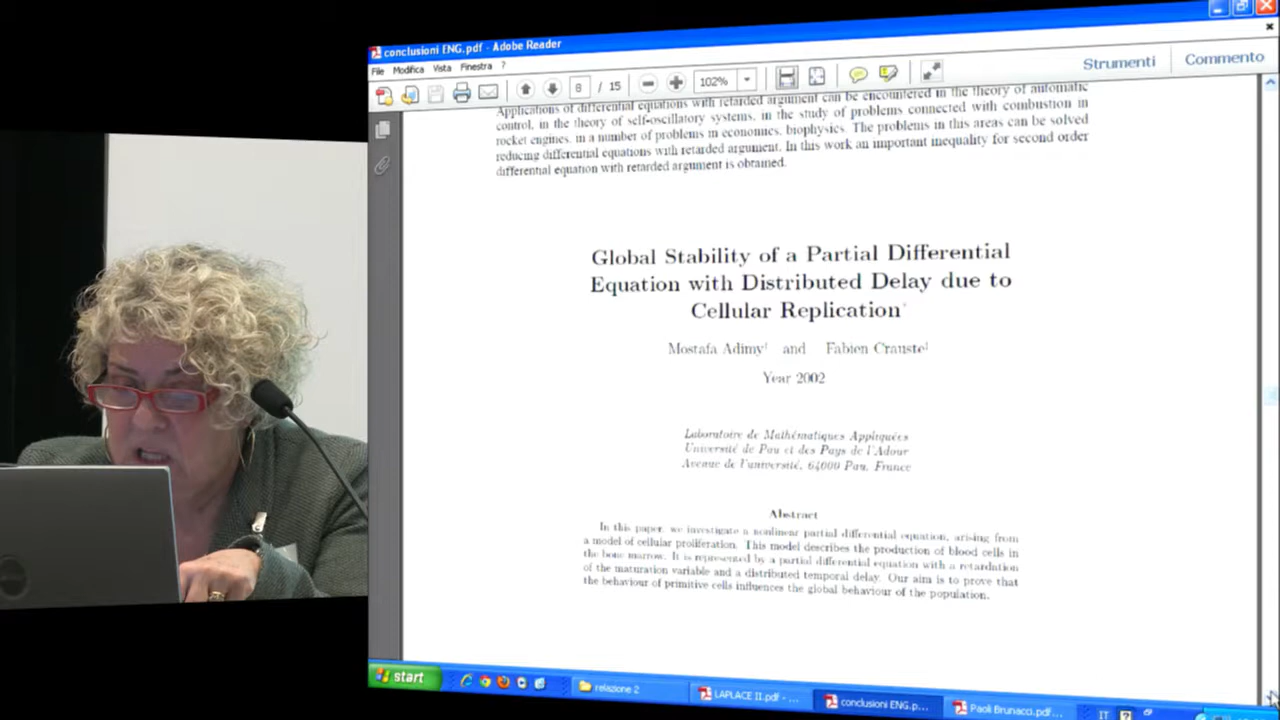 conclusioni ENG.pdf - Adobe Reader
File Modifica Vista Finestra ?
8 / 15 102% Strumenti Commento
Applications of differential equations with retarded argument can be encountered in the theory of automatic
control, in the theory of self-oscillatory systems, in the study of problems connected with combustion in
rocket engines, in a number of problems in economics, biophysics. The problems in this areas can be solved
reducing differential equations with retarded argument. In this work an important inequality for second order
differential equation with retarded argument is obtained.
Global Stability of a Partial Differential
Equation with Distributed Delay due to
Cellular Replication*
Mostafa Adimy† and Fabien Crauste‡
Year 2002
Laboratoire de Mathématiques Appliquées
Université de Pau et des Pays de l'Adour
Avenue de l'université, 64000 Pau, France
Abstract
In this paper, we investigate a nonlinear partial differential equation, arising from
a model of cellular proliferation. This model describes the production of blood cells in
the bone marrow. It is represented by a partial differential equation with a retardation
of the maturation variable and a distributed temporal delay. Our aim is to prove that
the behaviour of primitive cells influences the global behaviour of the population.
start relazione 2 LAPLACE II.pdf - ... conclusioni ENG.p... Paoli Brunacci.pdf... IT